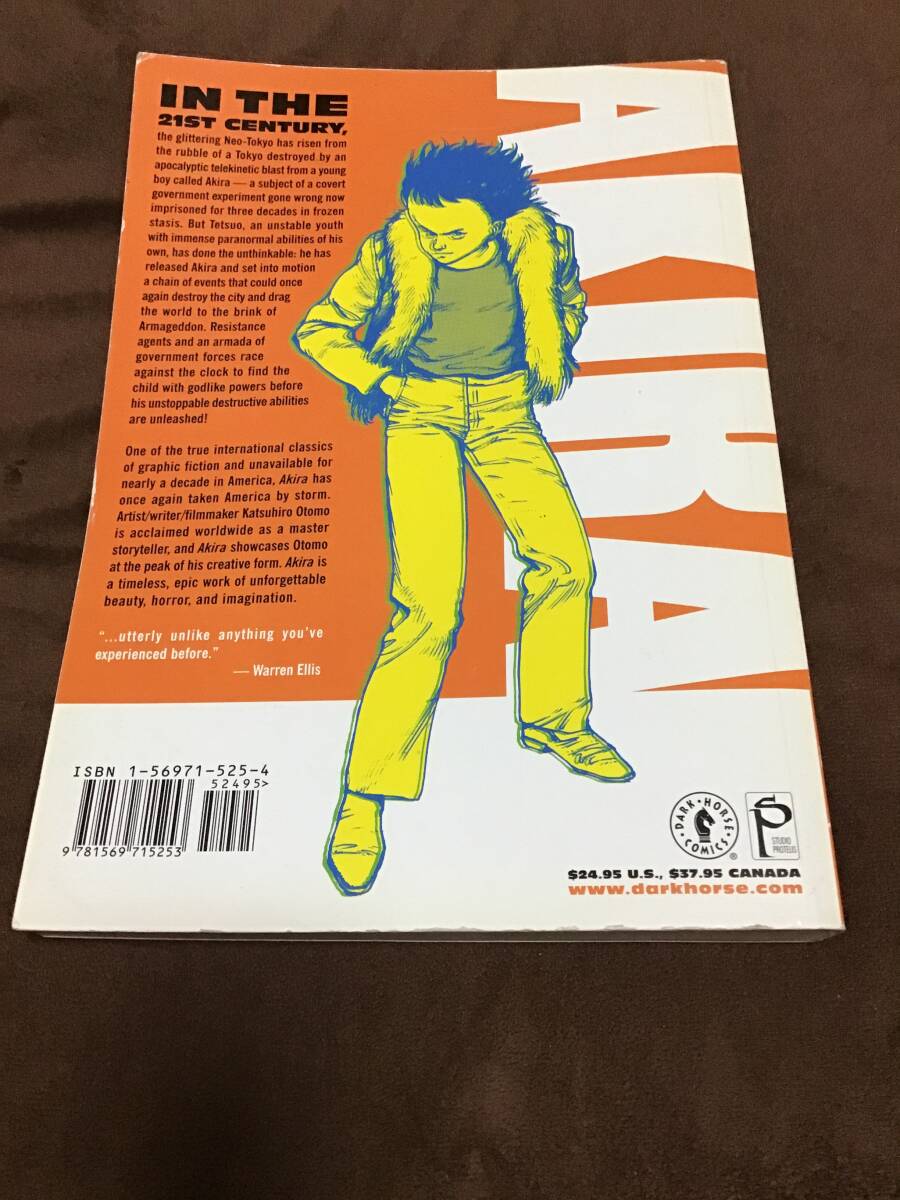 IN THE
21ST CENTURY,
the glittering Neo-Tokyo has risen from
the rubble of a Tokyo destroyed by an
apocalyptic telekinetic blast from a young
boy called Akira — a subject of a covert
government experiment gone wrong now
imprisoned for three decades in frozen
stasis. But Tetsuo, an unstable youth
with immense paranormal abilities of his
own, has done the unthinkable: he has
released Akira and set into motion
a chain of events that could once
again destroy the city and drag
the world to the brink of
Armageddon. Resistance
agents and an armada of
government forces race
against the clock to find the
child with godlike powers before
his unstoppable destructive abilities
are unleashed!
One of the true international classics
of graphic fiction and unavailable for
nearly a decade in America, Akira has
once again taken America by storm.
Artist/writer/filmmaker Katsuhiro Otomo
is acclaimed worldwide as a master
storyteller, and Akira showcases Otomo
at the peak of his creative form. Akira is
a timeless, epic work of unforgettable
beauty, horror, and imagination.
“...utterly unlike anything you’ve
experienced before.”
— Warren Ellis
AKIRA
ISBN 1-56971-525-4
52495>
9 781569 715253
DARK HORSE COMICS ®
SP
STUDIO
PROTEUS
$24.95 U.S., $37.95 CANADA
www.darkhorse.com